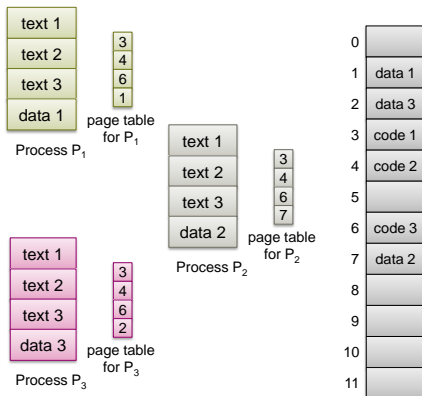 text 1
text 2
text 3
data 1
Process P1
3
4
6
1
page table
for P1
text 1
text 2
text 3
data 2
Process P2
3
4
6
7
page table
for P2
text 1
text 2
text 3
data 3
Process P3
3
4
6
2
page table
for P3
0
1 data 1
2 data 3
3 code 1
4 code 2
5
6 code 3
7 data 2
8
9
10
11